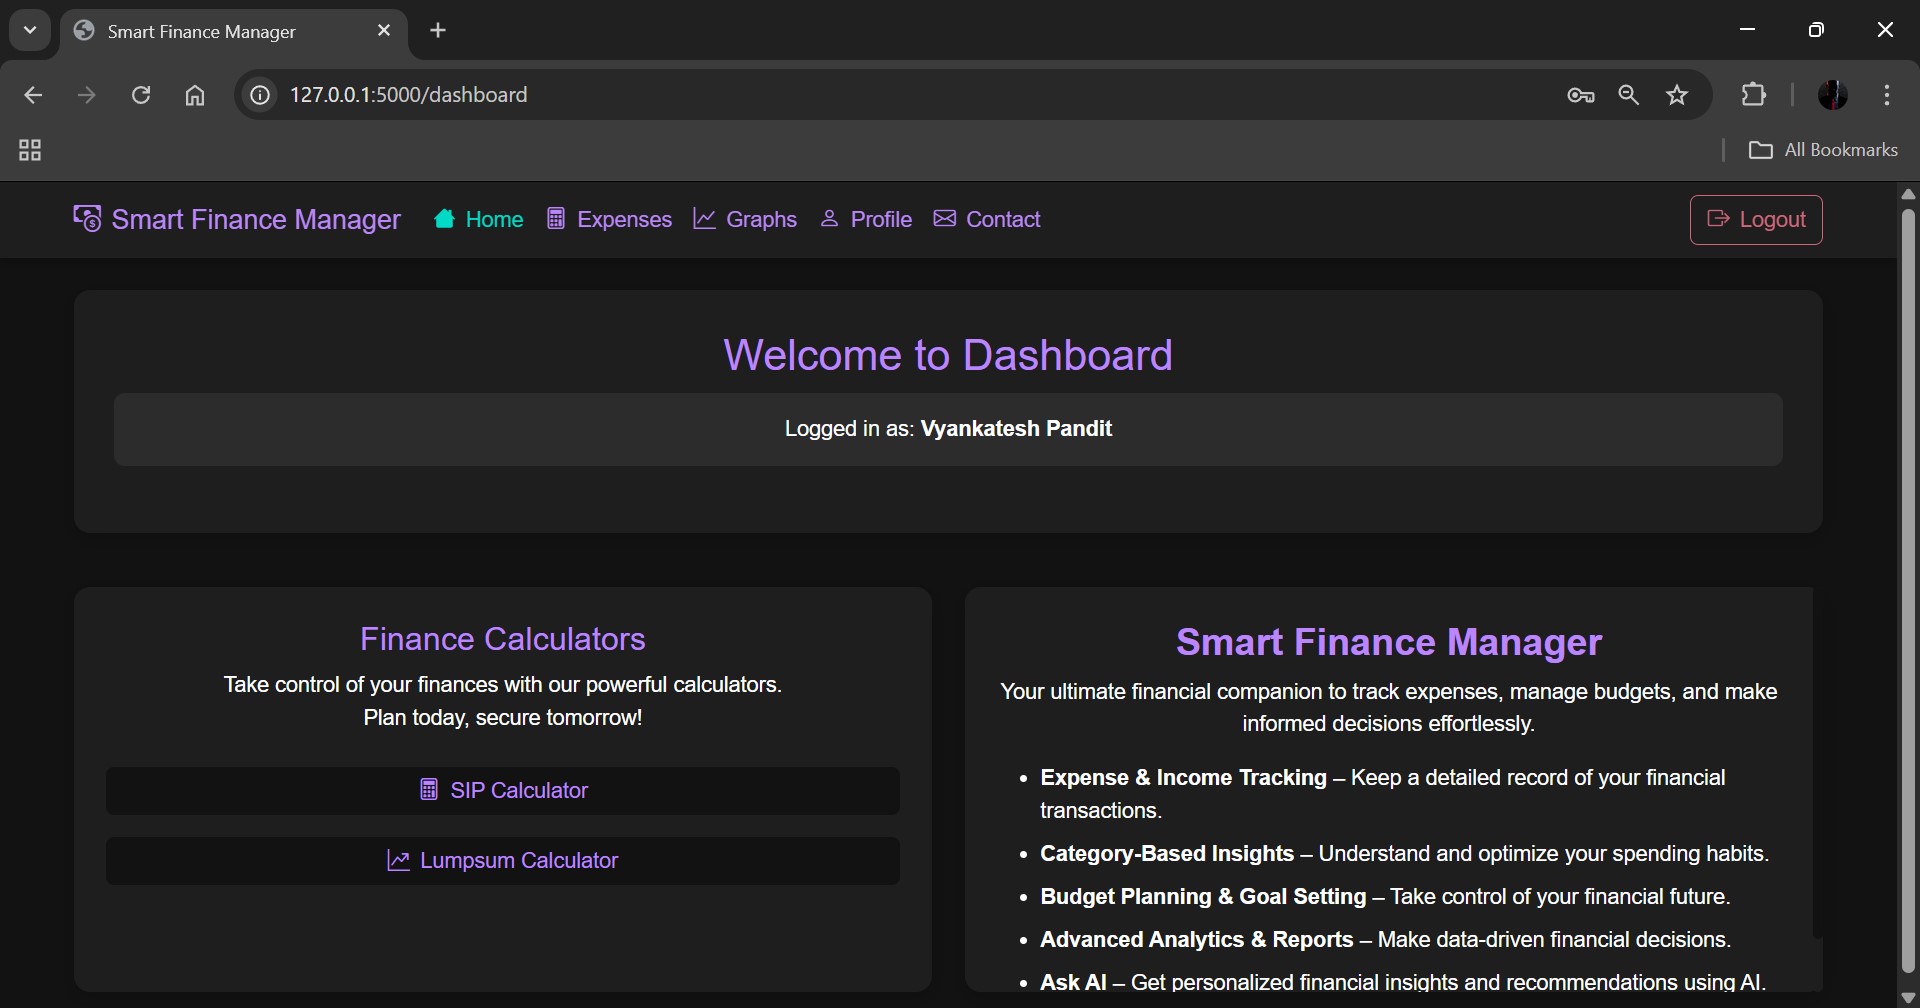 Smart Finance Manager
127.0.0.1:5000/dashboard
All Bookmarks
Smart Finance Manager Home Expenses Graphs Profile Contact Logout
Welcome to Dashboard
Logged in as: Vyankatesh Pandit
Finance Calculators
Take control of your finances with our powerful calculators.
Plan today, secure tomorrow!
SIP Calculator
Lumpsum Calculator
Smart Finance Manager
Your ultimate financial companion to track expenses, manage budgets, and make
informed decisions effortlessly.
• Expense & Income Tracking – Keep a detailed record of your financial
transactions.
• Category-Based Insights – Understand and optimize your spending habits.
• Budget Planning & Goal Setting – Take control of your financial future.
• Advanced Analytics & Reports – Make data-driven financial decisions.
• Ask AI – Get personalized financial insights and recommendations using AI.